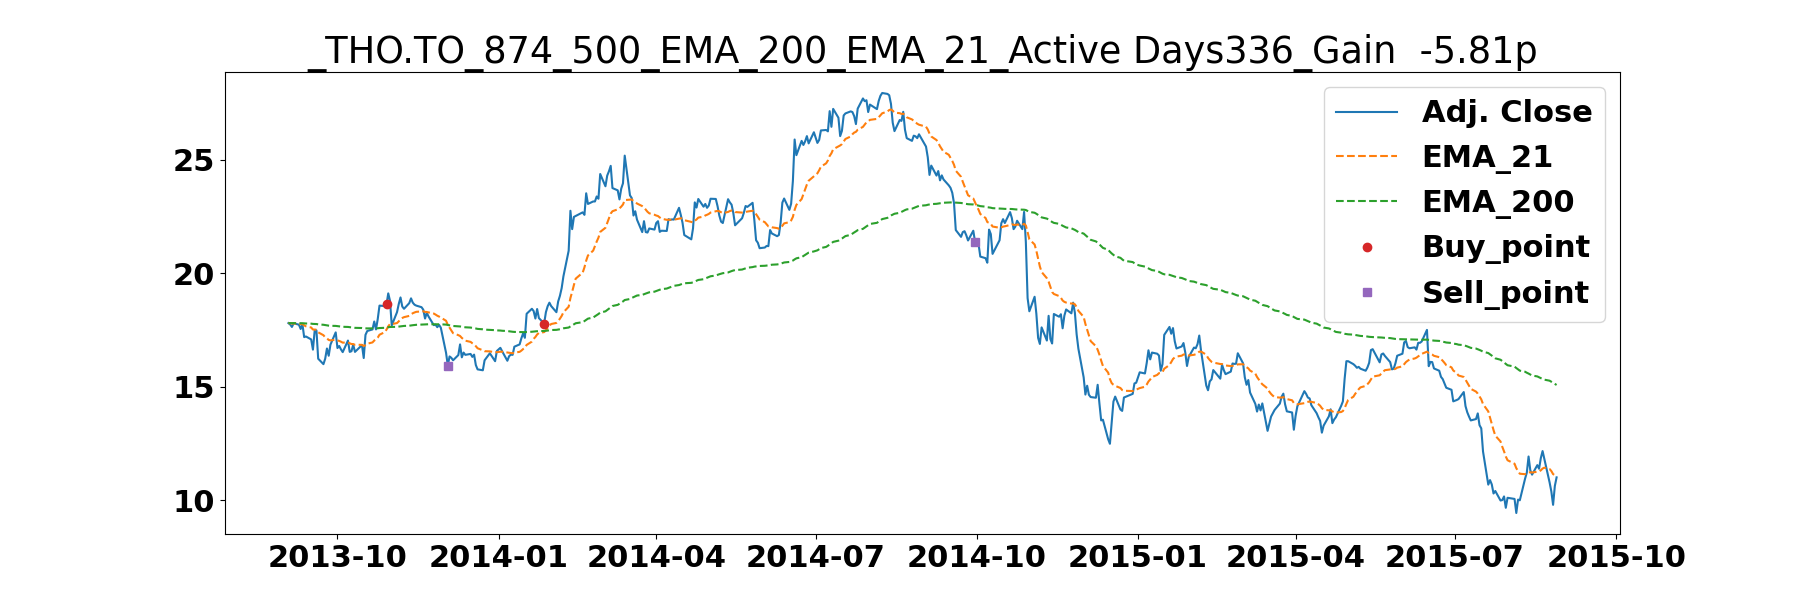 _THO.TO_874_500_EMA_200_EMA_21_Active Days336_Gain  -5.81p
Adj. Close
EMA_21
EMA_200
Buy_point
Sell_point
25
20
15
10
2013-10 2014-01 2014-04 2014-07 2014-10 2015-01 2015-04 2015-07 2015-10